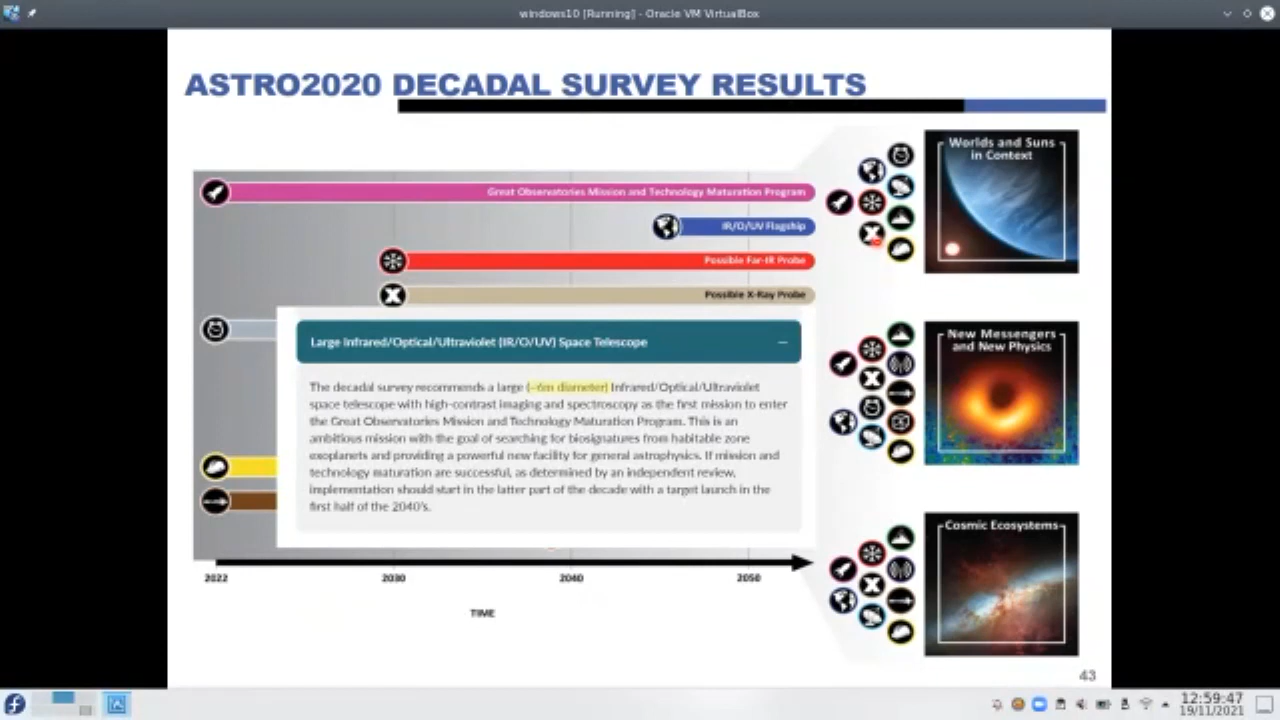 windows10 [Running] - Oracle VM VirtualBox
ASTRO2020 DECADAL SURVEY RESULTS
Great Observatories Mission and Technology Maturation Program
IR/O/UV Flagship
Possible Far-IR Probe
Possible X-Ray Probe
Large Infrared/Optical/Ultraviolet (IR/O/UV) Space Telescope
The decadal survey recommends a large (~6m diameter) Infrared/Optical/Ultraviolet
space telescope with high-contrast imaging and spectroscopy as the first mission to enter
the Great Observatories Mission and Technology Maturation Program. This is an
ambitious mission with the goal of searching for biosignatures from habitable zone
exoplanets and providing a powerful new facility for general astrophysics. If mission and
technology maturation are successful, as determined by an independent review,
implementation should start in the latter part of the decade with a target launch in the
first half of the 2040's.
2022 2030 2040 2050
TIME
Worlds and Suns
in Context
New Messengers
and New Physics
Cosmic Ecosystems
43
12:59:47
19/11/2021